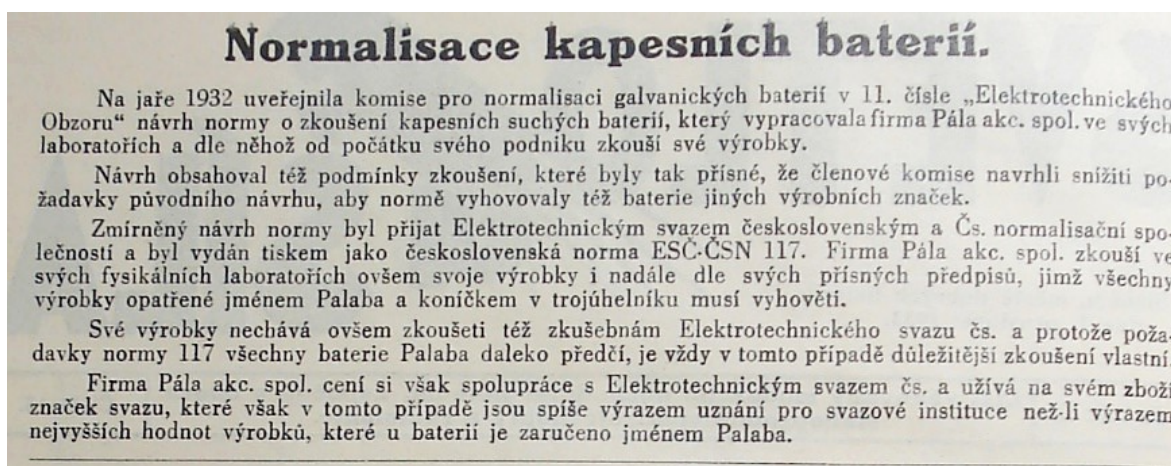 Normalisace kapesních baterií.
Na jaře 1932 uveřejnila komise pro normalisaci galvanických baterií v 11. čísle „Elektrotechnického
Obzoru“ návrh normy o zkoušení kapesních suchých baterií, který vypracovala firma Pála akc. spol. ve svých
laboratořích a dle něhož od počátku svého podniku zkouší své výrobky.
Návrh obsahoval též podmínky zkoušení, které byly tak přísné, že členové komise navrhli snížiti po-
žadavky původního návrhu, aby normě vyhovovaly též baterie jiných výrobních značek.
Zmírněný návrh normy byl přijat Elektrotechnickým svazem československým a Čs. normalisační spo-
lečností a byl vydán tiskem jako československá norma ESČ-ČSN 117. Firma Pála akc. spol. zkouší ve
svých fysikálních laboratořích ovšem svoje výrobky i nadále dle svých přísných předpisů, jimž všechny
výrobky opatřené jménem Palaba a koníčkem v trojúhelníku musí vyhověti.
Své výrobky nechává ovšem zkoušeti též zkušebnám Elektrotechnického svazu čs. a protože poža-
davky normy 117 všechny baterie Palaba daleko předčí, je vždy v tomto případě důležitější zkoušení vlastní.
Firma Pála akc. spol. cení si však spolupráce s Elektrotechnickým svazem čs. a užívá na svém zboží
značek svazu, které však v tomto případě jsou spíše výrazem uznání pro svazové instituce než-li výrazem
nejvyšších hodnot výrobků, které u baterií je zaručeno jménem Palaba.